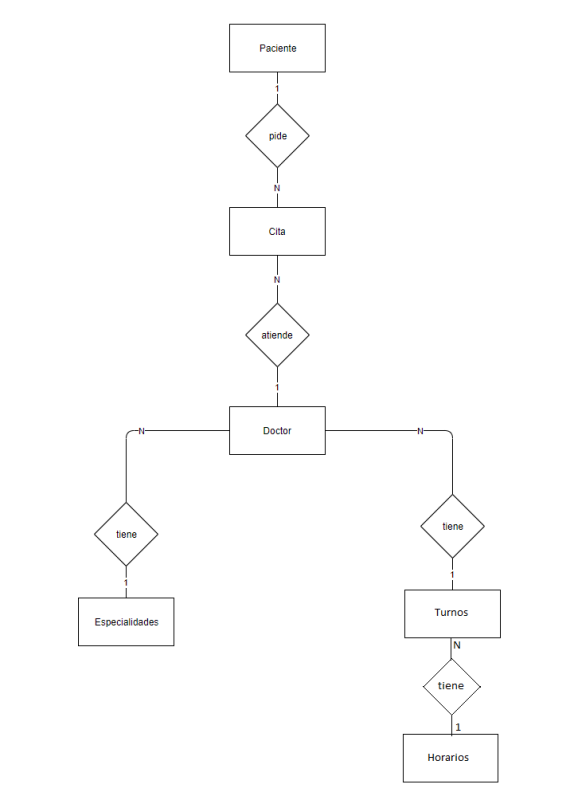 Paciente
1
pide
N
Cita
N
atiende
1
Doctor
N
N
tiene
tiene
1
1
Especialidades
Turnos
N
tiene
1
Horarios